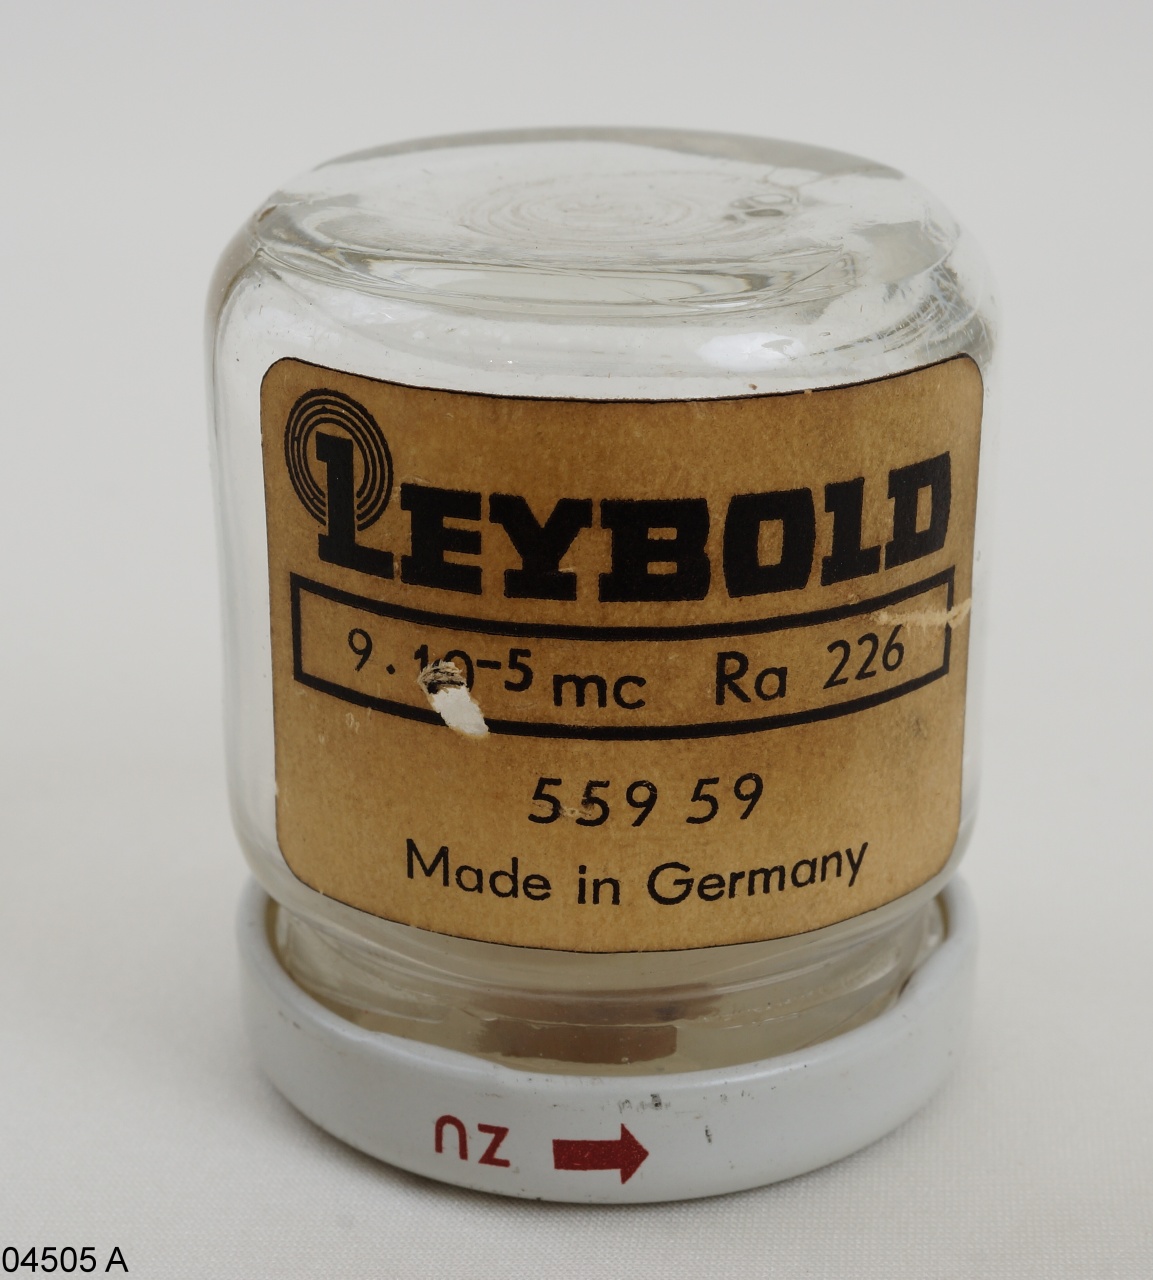 LEYBOLD
9.10-5 mc Ra 226
559 59
Made in Germany
ZU
04505 A